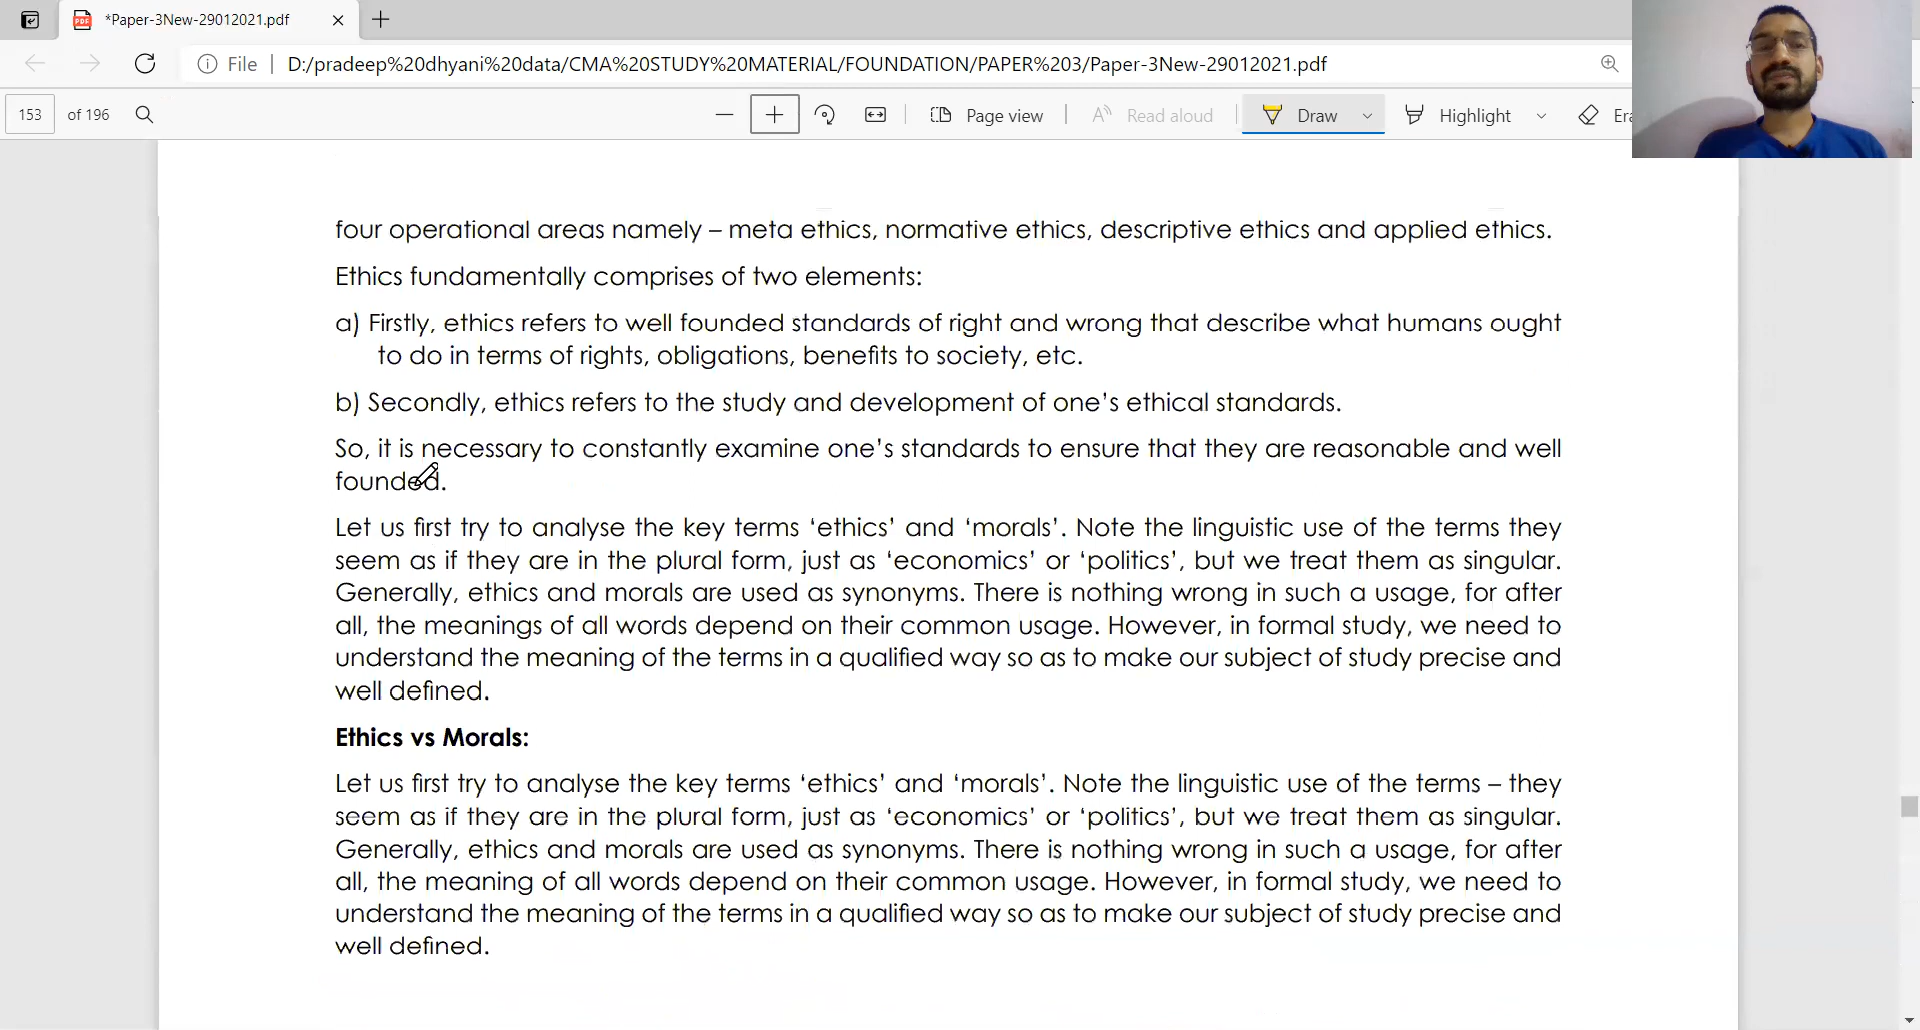 *Paper-3New-29012021.pdf
File
D:/pradeep%20dhyani%20data/CMA%20STUDY%20MATERIAL/FOUNDATION/PAPER%203/Paper-3New-29012021.pdf
153 of 196
Page view
Read aloud
Draw
Highlight
four operational areas namely – meta ethics, normative ethics, descriptive ethics and applied ethics.
Ethics fundamentally comprises of two elements:
a) Firstly, ethics refers to well founded standards of right and wrong that describe what humans ought
to do in terms of rights, obligations, benefits to society, etc.
b) Secondly, ethics refers to the study and development of one’s ethical standards.
So, it is necessary to constantly examine one’s standards to ensure that they are reasonable and well
founded.
Let us first try to analyse the key terms ‘ethics’ and ‘morals’. Note the linguistic use of the terms they
seem as if they are in the plural form, just as ‘economics’ or ‘politics’, but we treat them as singular.
Generally, ethics and morals are used as synonyms. There is nothing wrong in such a usage, for after
all, the meanings of all words depend on their common usage. However, in formal study, we need to
understand the meaning of the terms in a qualified way so as to make our subject of study precise and
well defined.
Ethics vs Morals:
Let us first try to analyse the key terms ‘ethics’ and ‘morals’. Note the linguistic use of the terms – they
seem as if they are in the plural form, just as ‘economics’ or ‘politics’, but we treat them as singular.
Generally, ethics and morals are used as synonyms. There is nothing wrong in such a usage, for after
all, the meaning of all words depend on their common usage. However, in formal study, we need to
understand the meaning of the terms in a qualified way so as to make our subject of study precise and
well defined.